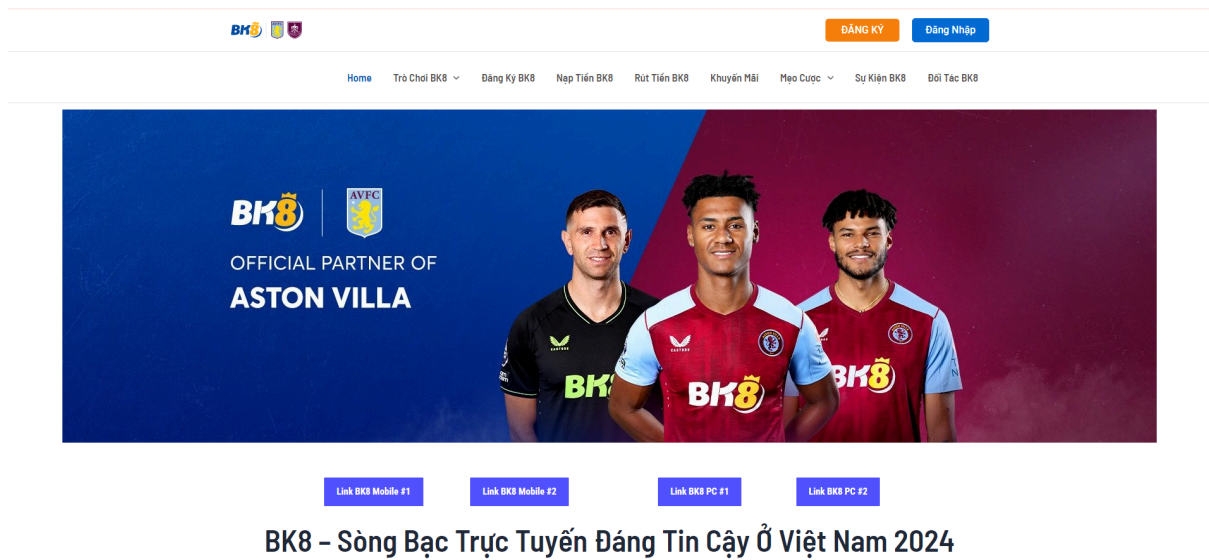 BK8
ĐĂNG KÝ
Đăng Nhập
Home
Trò Chơi BK8
Đăng Ký BK8
Nạp Tiền BK8
Rút Tiền BK8
Khuyến Mãi
Mẹo Cược
Sự Kiện BK8
Đối Tác BK8
BK8
AVFC
OFFICIAL PARTNER OF
ASTON VILLA
CASTORE
CASTORE
BK8
BK8
BK8
Link BK8 Mobile #1
Link BK8 Mobile #2
Link BK8 PC #1
Link BK8 PC #2
BK8 – Sòng Bạc Trực Tuyến Đáng Tin Cậy Ở Việt Nam 2024